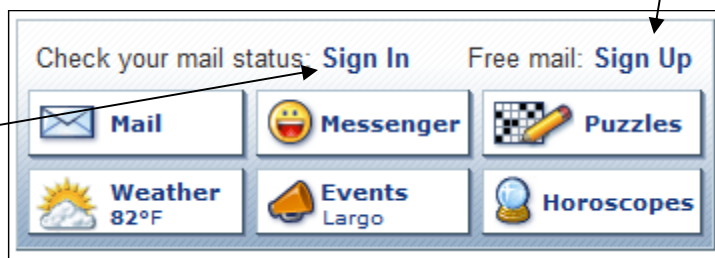 Check your mail status: Sign In Free mail: Sign Up
Mail Messenger Puzzles
Weather Events Horoscopes
82°F Largo